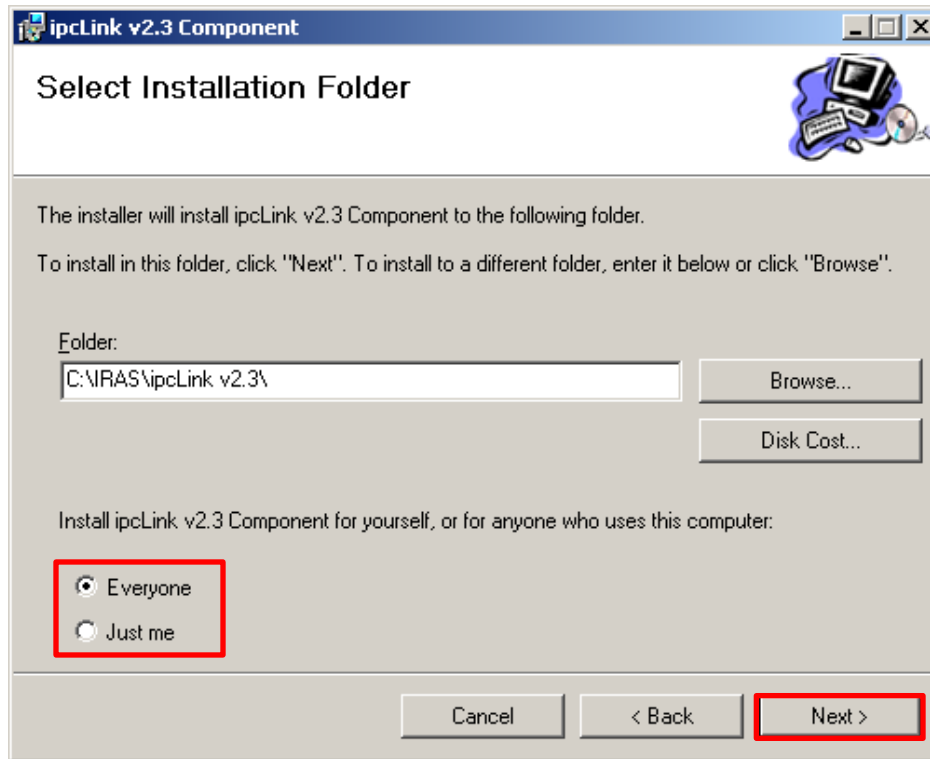 ipcLink v2.3 Component
Select Installation Folder
The installer will install ipcLink v2.3 Component to the following folder.
To install in this folder, click "Next". To install to a different folder, enter it below or click "Browse".
Folder:
C:\IRAS\ipcLink v2.3\
Browse...
Disk Cost...
Install ipcLink v2.3 Component for yourself, or for anyone who uses this computer:
Everyone
Just me
Cancel
< Back
Next >